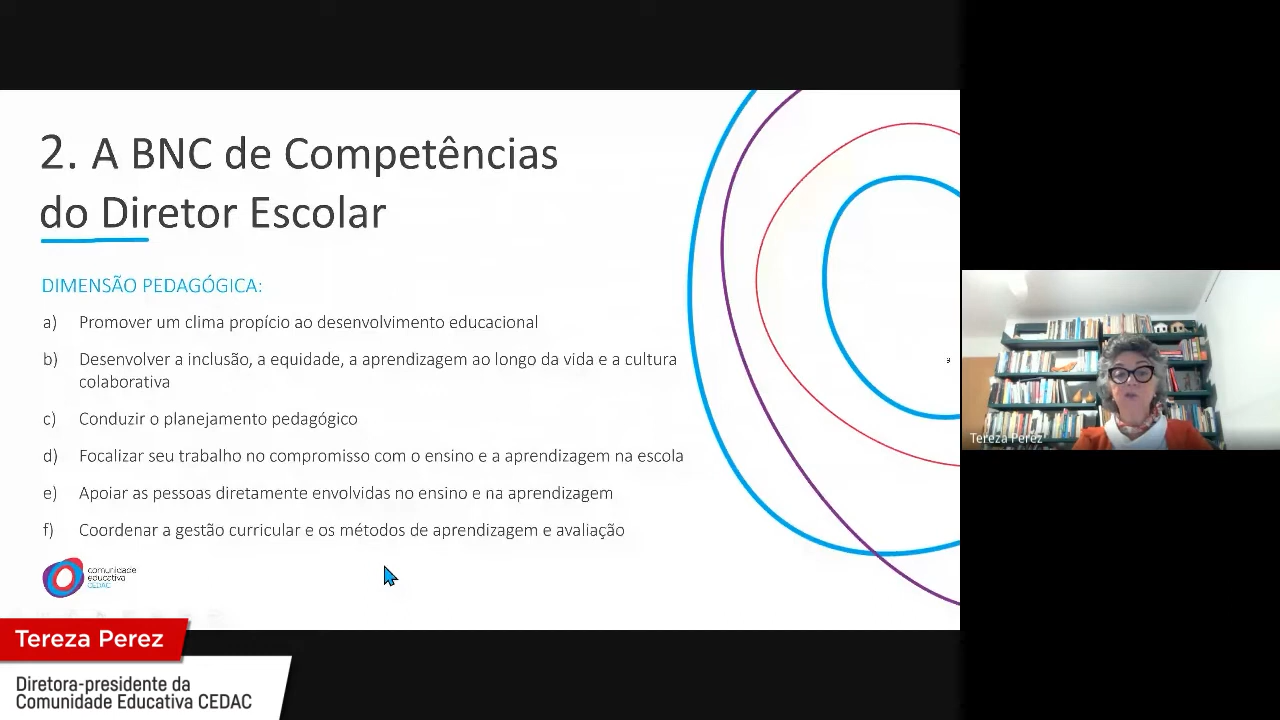 2. A BNC de Competências
do Diretor Escolar
DIMENSÃO PEDAGÓGICA:
a) Promover um clima propício ao desenvolvimento educacional
b) Desenvolver a inclusão, a equidade, a aprendizagem ao longo da vida e a cultura
colaborativa
c) Conduzir o planejamento pedagógico
d) Focalizar seu trabalho no compromisso com o ensino e a aprendizagem na escola
e) Apoiar as pessoas diretamente envolvidas no ensino e na aprendizagem
f) Coordenar a gestão curricular e os métodos de aprendizagem e avaliação
comunidade
educativa
CEDAC
Tereza Perez
Tereza Perez
Diretora-presidente da
Comunidade Educativa CEDAC